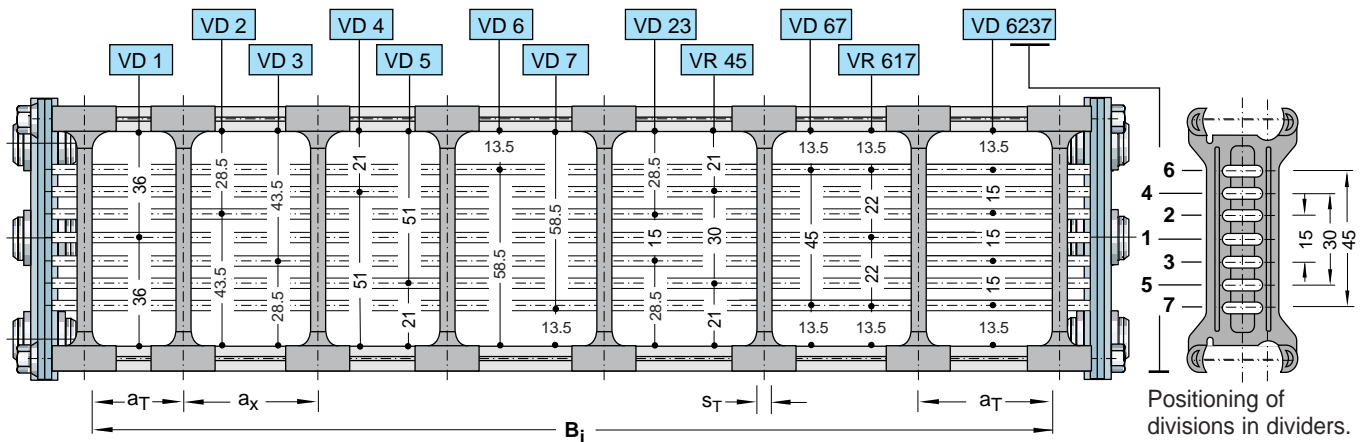 VD 2 VD 4 VD 6 VD 23 VD 67 VD 6237
VD 1 VD 3 VD 5 VD 7 VR 45 VR 617
36 28.5 43.5 21 51 13.5 58.5 28.5 21 13.5 13.5 13.5
15 22 15
15 30 45 15
22
36 43.5 28.5 51 21 58.5 13.5 28.5 21 13.5 13.5 15
13.5
6
4
2
1
3
5
7
15 30 45
aT ax sT aT
Bi
Positioning of
divisions in dividers.